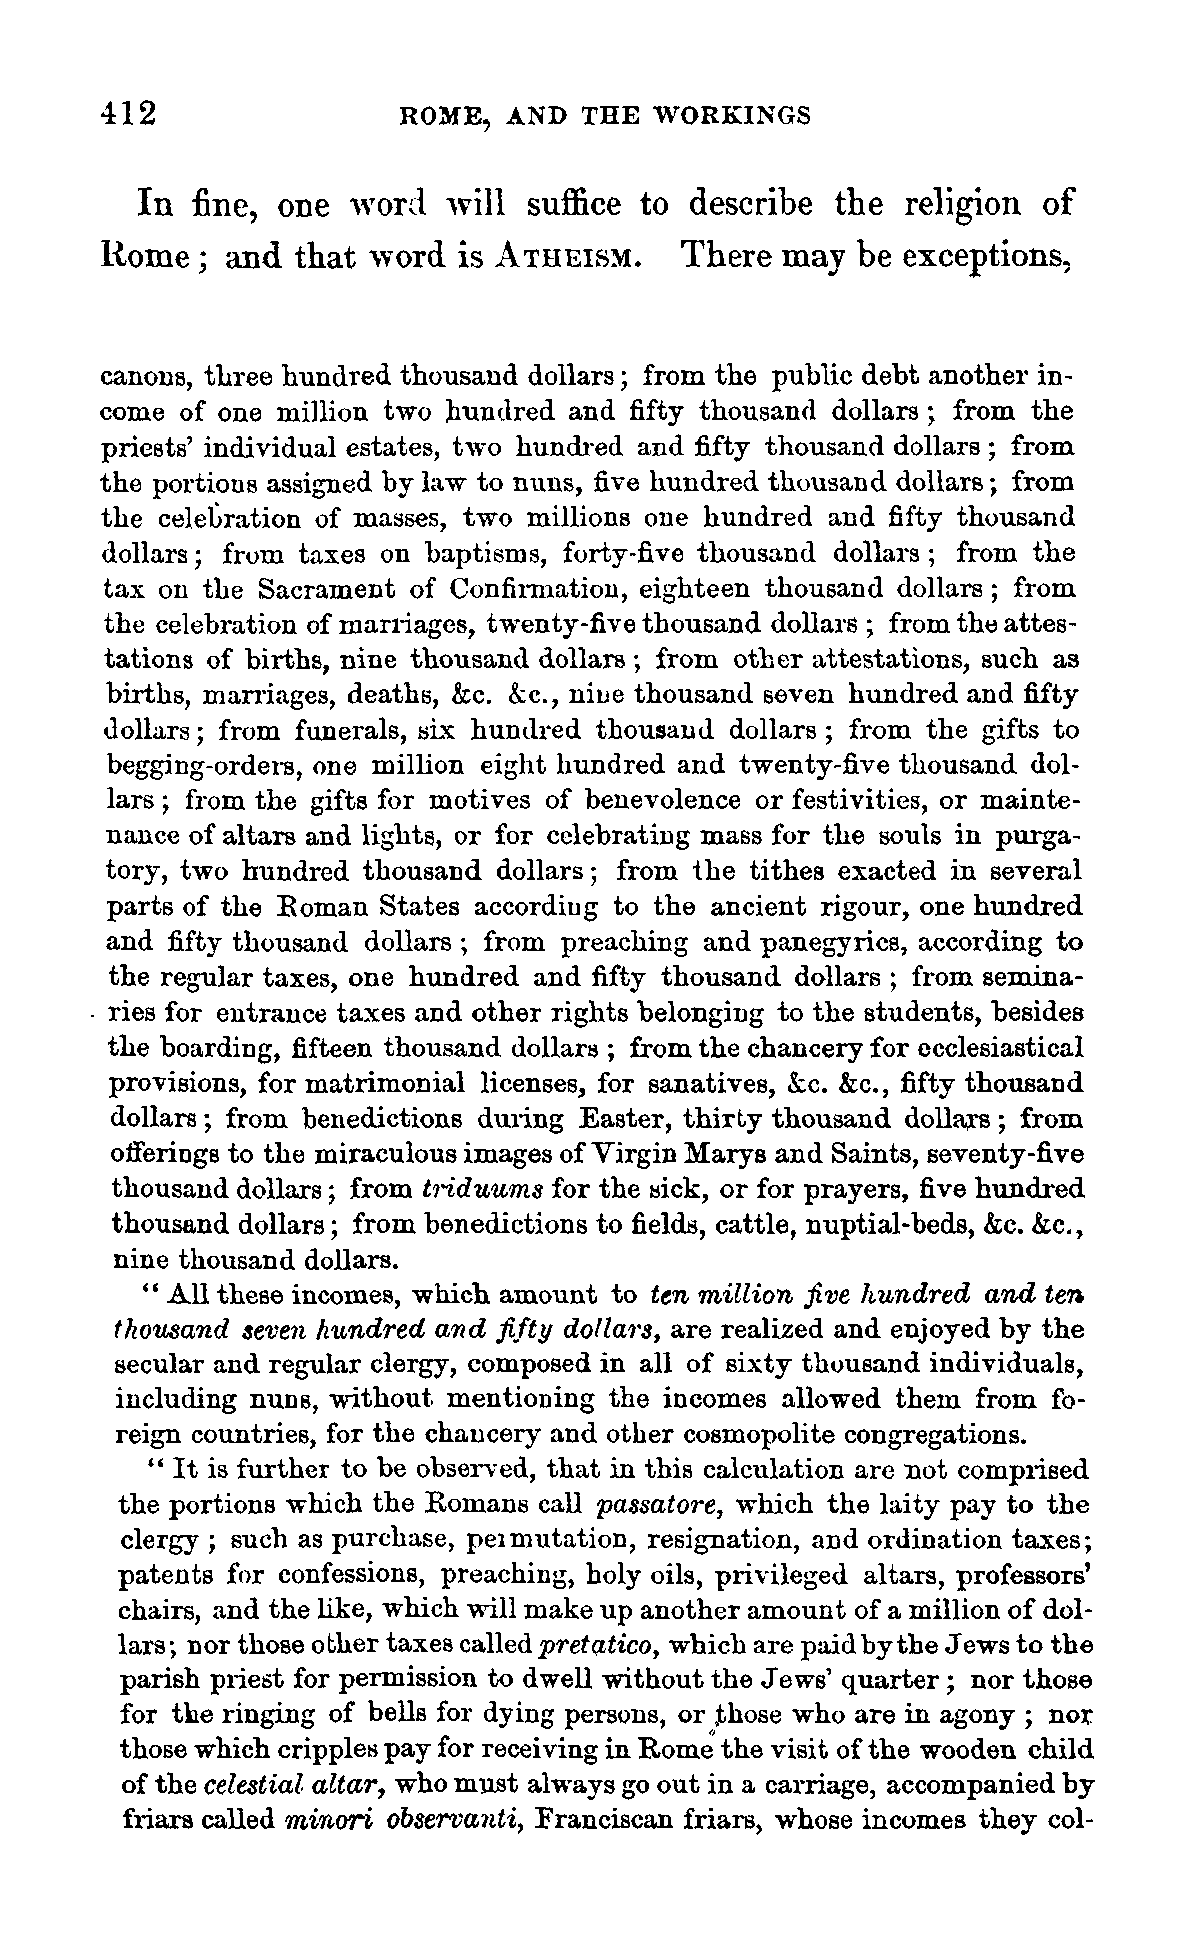 412 ROME, AND THE WORKINGS
In fine, one word will suffice to describe the religion of
Rome; and that word is ATHEISM. There may be exceptions,
canons, three hundred thousand dollars; from the public debt another in-
come of one million two hundred and fifty thousand dollars; from the
priests' individual estates, two hundred and fifty thousand dollars; from
the portions assigned by law to nuns, five hundred thousand dollars; from
the celebration of masses, two millions one hundred and fifty thousand
dollars; from taxes on baptisms, forty-five thousand dollars; from the
tax on the Sacrament of Confirmation, eighteen thousand dollars; from
the celebration of marriages, twenty-five thousand dollars; from the attes-
tations of births, nine thousand dollars; from other attestations, such as
births, marriages, deaths, &c. &c., nine thousand seven hundred and fifty
dollars; from funerals, six hundred thousand dollars; from the gifts to
begging-orders, one million eight hundred and twenty-five thousand dol-
lars; from the gifts for motives of benevolence or festivities, or mainte-
nance of altars and lights, or for celebrating mass for the souls in purga-
tory, two hundred thousand dollars; from the tithes exacted in several
parts of the Roman States according to the ancient rigour, one hundred
and fifty thousand dollars; from preaching and panegyrics, according to
the regular taxes, one hundred and fifty thousand dollars; from semina-
ries for entrance taxes and other rights belonging to the students, besides
the boarding, fifteen thousand dollars; from the chancery for ecclesiastical
provisions, for matrimonial licenses, for sanatives, &c. &c., fifty thousand
dollars; from benedictions during Easter, thirty thousand dollars; from
offerings to the miraculous images of Virgin Marys and Saints, seventy-five
thousand dollars; from triduums for the sick, or for prayers, five hundred
thousand dollars; from benedictions to fields, cattle, nuptial-beds, &c. &c.,
nine thousand dollars.
"All these incomes, which amount to ten million five hundred and ten
thousand seven hundred and fifty dollars, are realized and enjoyed by the
secular and regular clergy, composed in all of sixty thousand individuals,
including nuns, without mentioning the incomes allowed them from fo-
reign countries, for the chancery and other cosmopolite congregations.
"It is further to be observed, that in this calculation are not comprised
the portions which the Romans call passatore, which the laity pay to the
clergy; such as purchase, permutation, resignation, and ordination taxes;
patents for confessions, preaching, holy oils, privileged altars, professors'
chairs, and the like, which will make up another amount of a million of dol-
lars; nor those other taxes called pretatico, which are paid by the Jews to the
parish priest for permission to dwell without the Jews' quarter; nor those
for the ringing of bells for dying persons, or those who are in agony; nor
those which cripples pay for receiving in Rome the visit of the wooden child
of the celestial altar, who must always go out in a carriage, accompanied by
friars called minori observanti, Franciscan friars, whose incomes they col-